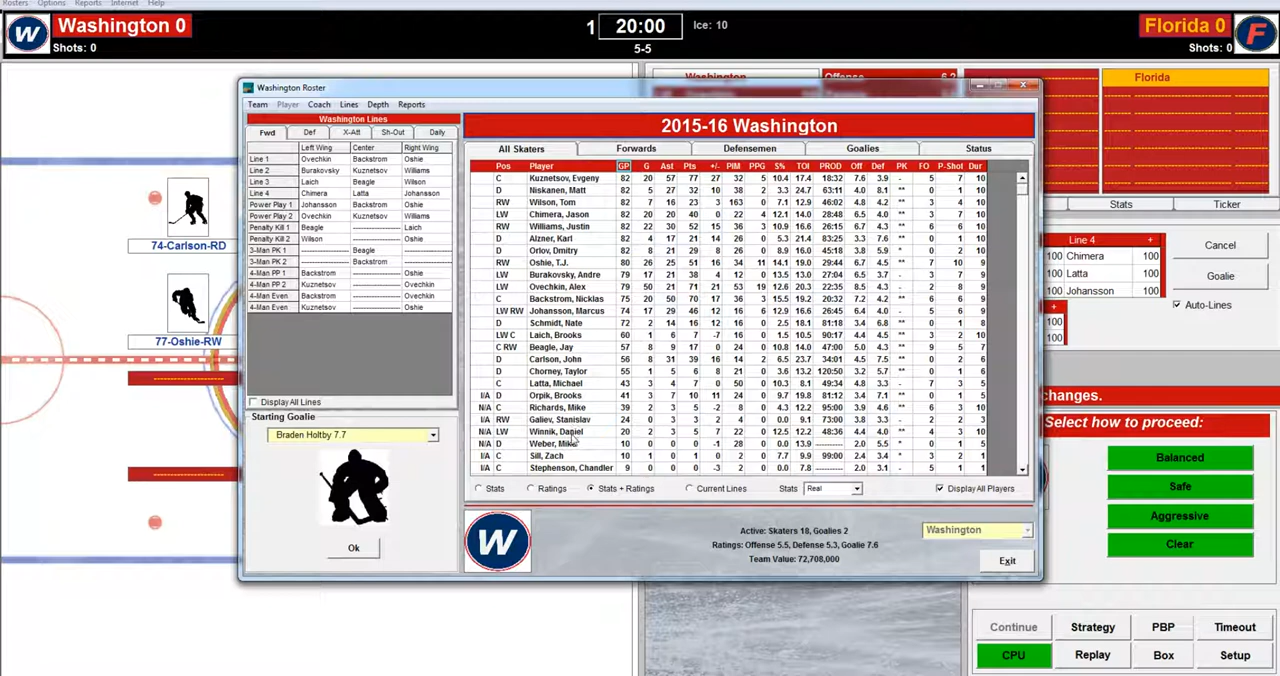 Rosters Options Reports Internet Help
W Washington 0
Shots: 0
1 20:00 Ice: 10
5-5
Florida 0 F
Shots: 0
Washington Offense 6.2
Florida
Washington Roster
Team Player Coach Lines Depth Reports
Washington Lines
Fwd Def X-Att Sh-Out Daily
Left Wing Center Right Wing
Line 1 Ovechkin Backstrom Oshie
Line 2 Burakovsky Kuznetsov Williams
Line 3 Laich Beagle Wilson
Line 4 Chimera Latta Johansson
Power Play 1 Johansson Backstrom Oshie
Power Play 2 Ovechkin Kuznetsov Williams
Penalty Kill 1 Beagle Laich
Penalty Kill 2 Wilson Oshie
3-Man PK 1 Beagle
3-Man PK 2 Backstrom
4-Man PP 1 Backstrom Oshie
4-Man PP 2 Kuznetsov Ovechkin
4-Man Even Backstrom Ovechkin
4-Man Even Kuznetsov Oshie
Display All Lines
Starting Goalie
Braden Holtby 7.7
Ok
2015-16 Washington
All Skaters Forwards Defensemen Goalies Status
Pos Player GP G Ast Pts +/- PIM PPG S% TOI PROD Off Def PK FO P-Shot Dur
C Kuznetsov, Evgeny 82 20 57 77 27 32 5 10.4 17.4 18:32 7.6 3.9 - 5 7 10
D Niskanen, Matt 82 5 27 32 10 38 2 3.3 24.7 63:11 4.0 8.1 ** 0 1 10
RW Wilson, Tom 82 7 16 23 3 163 0 7.1 12.9 46:02 4.8 4.2 ** 3 4 10
LW Chimera, Jason 82 20 20 40 0 22 4 12.1 14.0 28:48 6.5 4.0 - 3 7 10
RW Williams, Justin 82 22 30 52 15 36 3 10.9 16.6 26:15 6.4 4.4 - 6 6 10
D Alzner, Karl 82 4 17 21 14 26 0 5.3 21.4 83:25 3.3 7.6 ** 0 1 10
D Orlov, Dmitry 82 8 21 29 8 26 0 8.9 16.0 45:18 3.8 5.9 * 0 2 10
RW Oshie, T.J. 80 26 25 51 16 34 11 14.1 19.0 29:44 6.7 4.5 ** 7 10 10
LW Burakovsky, Andre 79 17 21 38 4 12 0 13.5 13.0 27:04 6.5 3.7 - 3 7 9
LW Ovechkin, Alex 79 50 21 71 21 53 19 12.6 20.3 22:35 8.5 4.3 - 2 8 9
C Backstrom, Nicklas 75 20 50 70 17 36 3 15.5 19.2 20:32 7.2 4.2 ** 6 6 9
LW RW Johansson, Marcus 74 17 29 46 12 16 6 12.9 16.6 26:45 6.4 4.0 - 7 7 9
D Schmidt, Nate 72 2 14 16 12 16 0 2.5 18.1 81:18 3.4 6.8 ** 0 1 8
LW C Laich, Brooks 60 1 6 7 -7 16 0 1.5 10.5 90:17 4.4 4.5 ** 3 2 10
C RW Beagle, Jay 57 8 9 17 0 24 0 10.8 14.0 47:00 5.0 4.3 ** 9 5 7
D Carlson, John 56 8 31 39 16 14 2 6.5 23.7 34:01 4.5 7.5 ** 0 2 6
D Chorney, Taylor 55 1 5 6 8 21 0 3.6 13.2 120:50 3.2 5.7 ** 0 1 6
C Latta, Michael 43 3 4 7 0 50 0 10.3 8.1 49:34 4.8 3.3 - 7 3 5
I/A D Orpik, Brooks 41 3 7 10 11 24 0 9.7 19.8 81:12 3.4 7.1 ** 0 1 5
N/A C Richards, Mike 39 2 3 5 -2 8 0 4.3 12.2 95:00 3.9 4.6 ** 6 3 10
I/A RW Galiev, Stanislav 24 0 3 3 -2 4 0 0.0 9.1 73:00 3.8 3.3 - 2 2 3
N/A LW Winnik, Daniel 20 2 3 5 7 22 0 10.5 12.2 48:36 4.4 4.0 ** 4 3 10
N/A D 10 0 0 0 -1 28 0 0.0 13.9 -------- 2.0 5.5 * 0 1 5
I/A C Sill, Zach 10 1 0 1 0 2 0 7.7 9.9 99:00 2.4 3.4 - 0 2 1
I/A C Stephenson, Chandler 9 0 0 0 -3 2 0 0.0 7.8 -------- 2.0 3.1 - 5 1 1
Stats Ratings Stats + Ratings Current Lines Stats Real Display All Players
W
Active: Skaters 18, Goalies 2
Ratings: Offense 5.5, Defense 5.3, Goalie 7.6
Team Value: 72,708,000
Washington
Exit
74-Carlson-RD
77-Oshie-RW
Stats Ticker
Line 4 +
100 Chimera 100
100 Latta 100
100 Johansson 100
+
100
100
Cancel
Goalie
Auto-Lines
changes.
Select how to proceed:
Balanced
Safe
Aggressive
Clear
Continue Strategy PBP Timeout
CPU Replay Box Setup